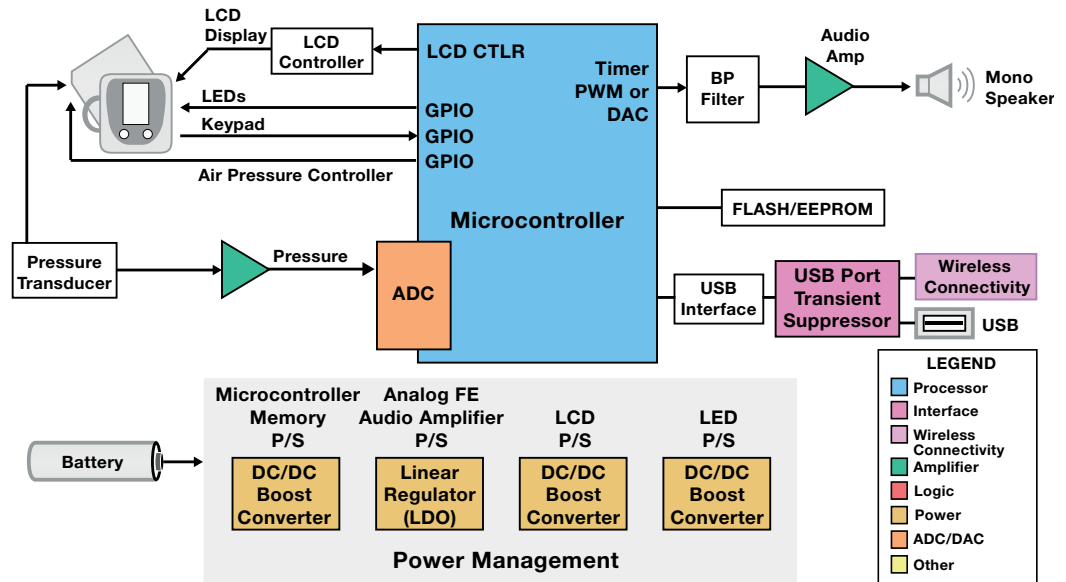 LCD
Display
LCD
Controller
LCD CTLR
LEDs
GPIO
Keypad
GPIO
GPIO
Air Pressure Controller
Timer
PWM or
DAC
BP
Filter
Audio
Amp
Mono
Speaker
Microcontroller
FLASH/EEPROM
Pressure
Transducer
Pressure
ADC
USB
Interface
USB Port
Transient
Suppressor
Wireless
Connectivity
USB
Battery
Microcontroller
Memory
P/S
DC/DC
Boost
Converter
Analog FE
Audio Amplifier
P/S
Linear
Regulator
(LDO)
LCD
P/S
DC/DC
Boost
Converter
LED
P/S
DC/DC
Boost
Converter
Power Management
LEGEND
Processor
Interface
Wireless
Connectivity
Amplifier
Logic
Power
ADC/DAC
Other